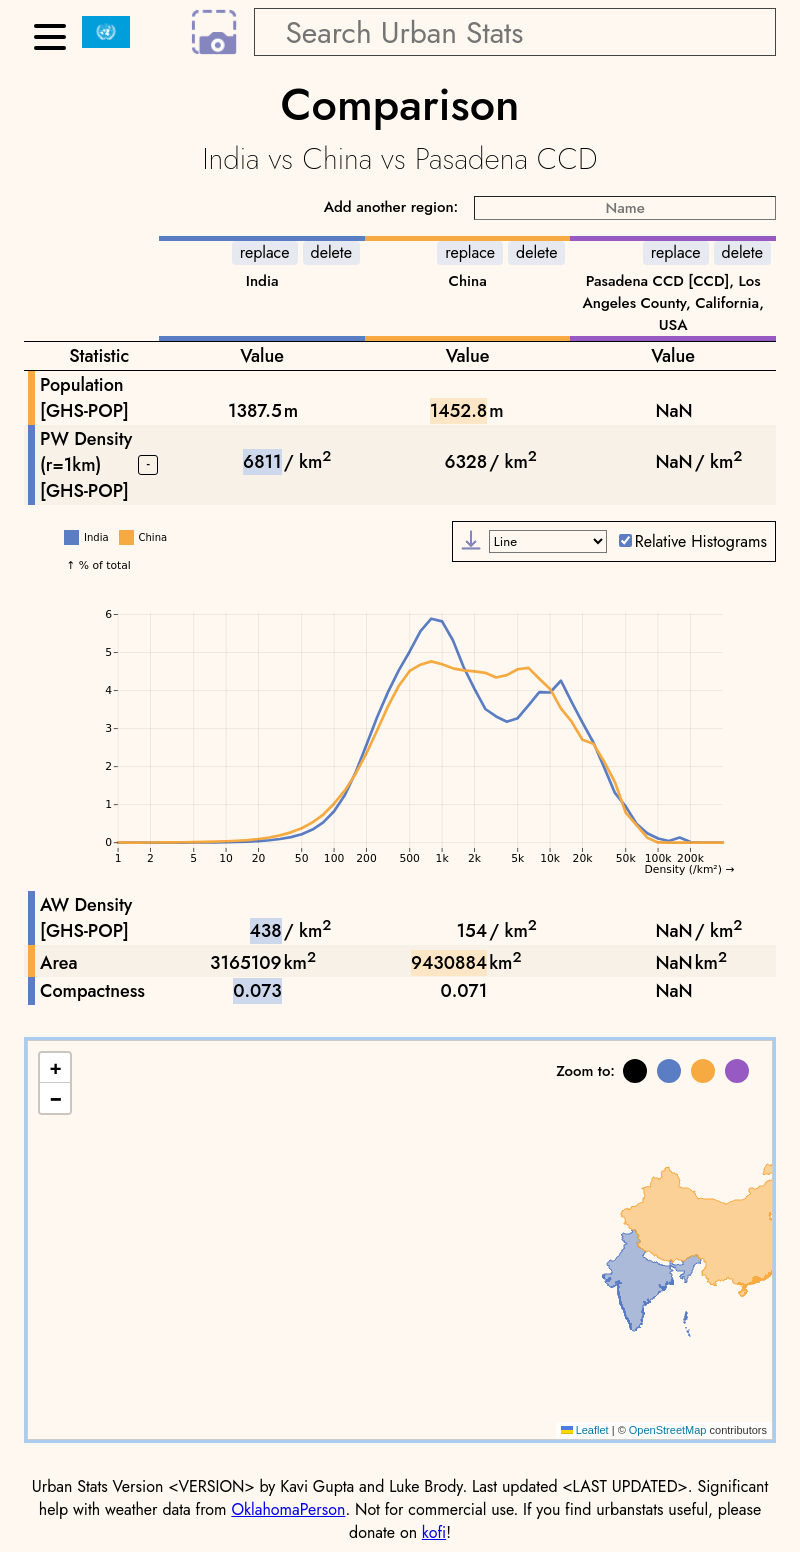 Search Urban Stats
Comparison
India vs China vs Pasadena CCD
Add another region: Name
replace delete replace delete replace delete
India China Pasadena CCD [CCD], Los
Angeles County, California,
USA
Statistic Value Value Value
Population
[GHS-POP] 1387.5 m 1452.8 m NaN
PW Density
(r=1km) - 6811 / km² 6328 / km² NaN / km²
[GHS-POP]
India China
Line Relative Histograms
↑ % of total
6
5
4
3
2
1
0
1 2 5 10 20 50 100 200 500 1k 2k 5k 10k 20k 50k 100k 200k
Density (/km²) →
AW Density
[GHS-POP] 438 / km² 154 / km² NaN / km²
Area 3165109 km² 9430884 km² NaN km²
Compactness 0.073 0.071 NaN
+
−
Zoom to:
Leaflet | © OpenStreetMap contributors
Urban Stats Version <VERSION> by Kavi Gupta and Luke Brody. Last updated <LAST UPDATED>. Significant
help with weather data from OklahomaPerson. Not for commercial use. If you find urbanstats useful, please
donate on kofi!